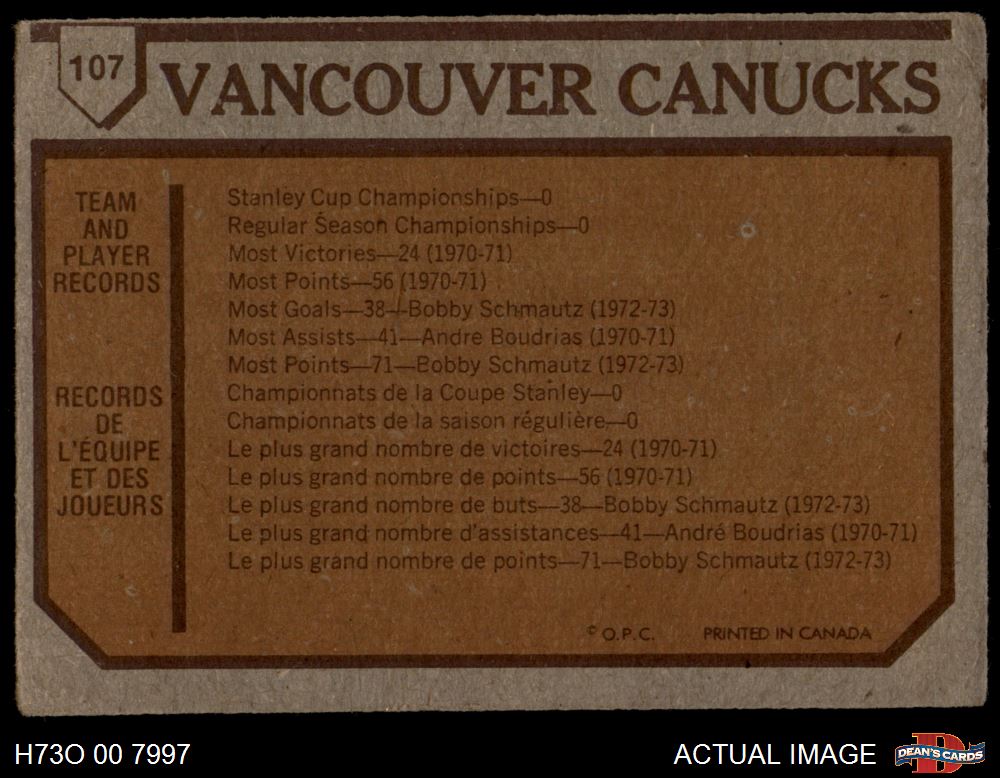 107
VANCOUVER CANUCKS
TEAM
AND
PLAYER
RECORDS
Stanley Cup Championships—0
Regular Season Championships—0
Most Victories—24 (1970-71)
Most Points—56 (1970-71)
Most Goals—38—Bobby Schmautz (1972-73)
Most Assists—41—Andre Boudrias (1970-71)
Most Points—71—Bobby Schmautz (1972-73)
RECORDS
DE
L'ÉQUIPE
ET DES
JOUEURS
Championnats de la Coupe Stanley—0
Championnats de la saison régulière—0
Le plus grand nombre de victoires—24 (1970-71)
Le plus grand nombre de points—56 (1970-71)
Le plus grand nombre de buts—38—Bobby Schmautz (1972-73)
Le plus grand nombre d'assistances—41—André Boudrias (1970-71)
Le plus grand nombre de points—71—Bobby Schmautz (1972-73)
© O.P.C. PRINTED IN CANADA
H73O 00 7997
ACTUAL IMAGE
DEAN'S CARDS